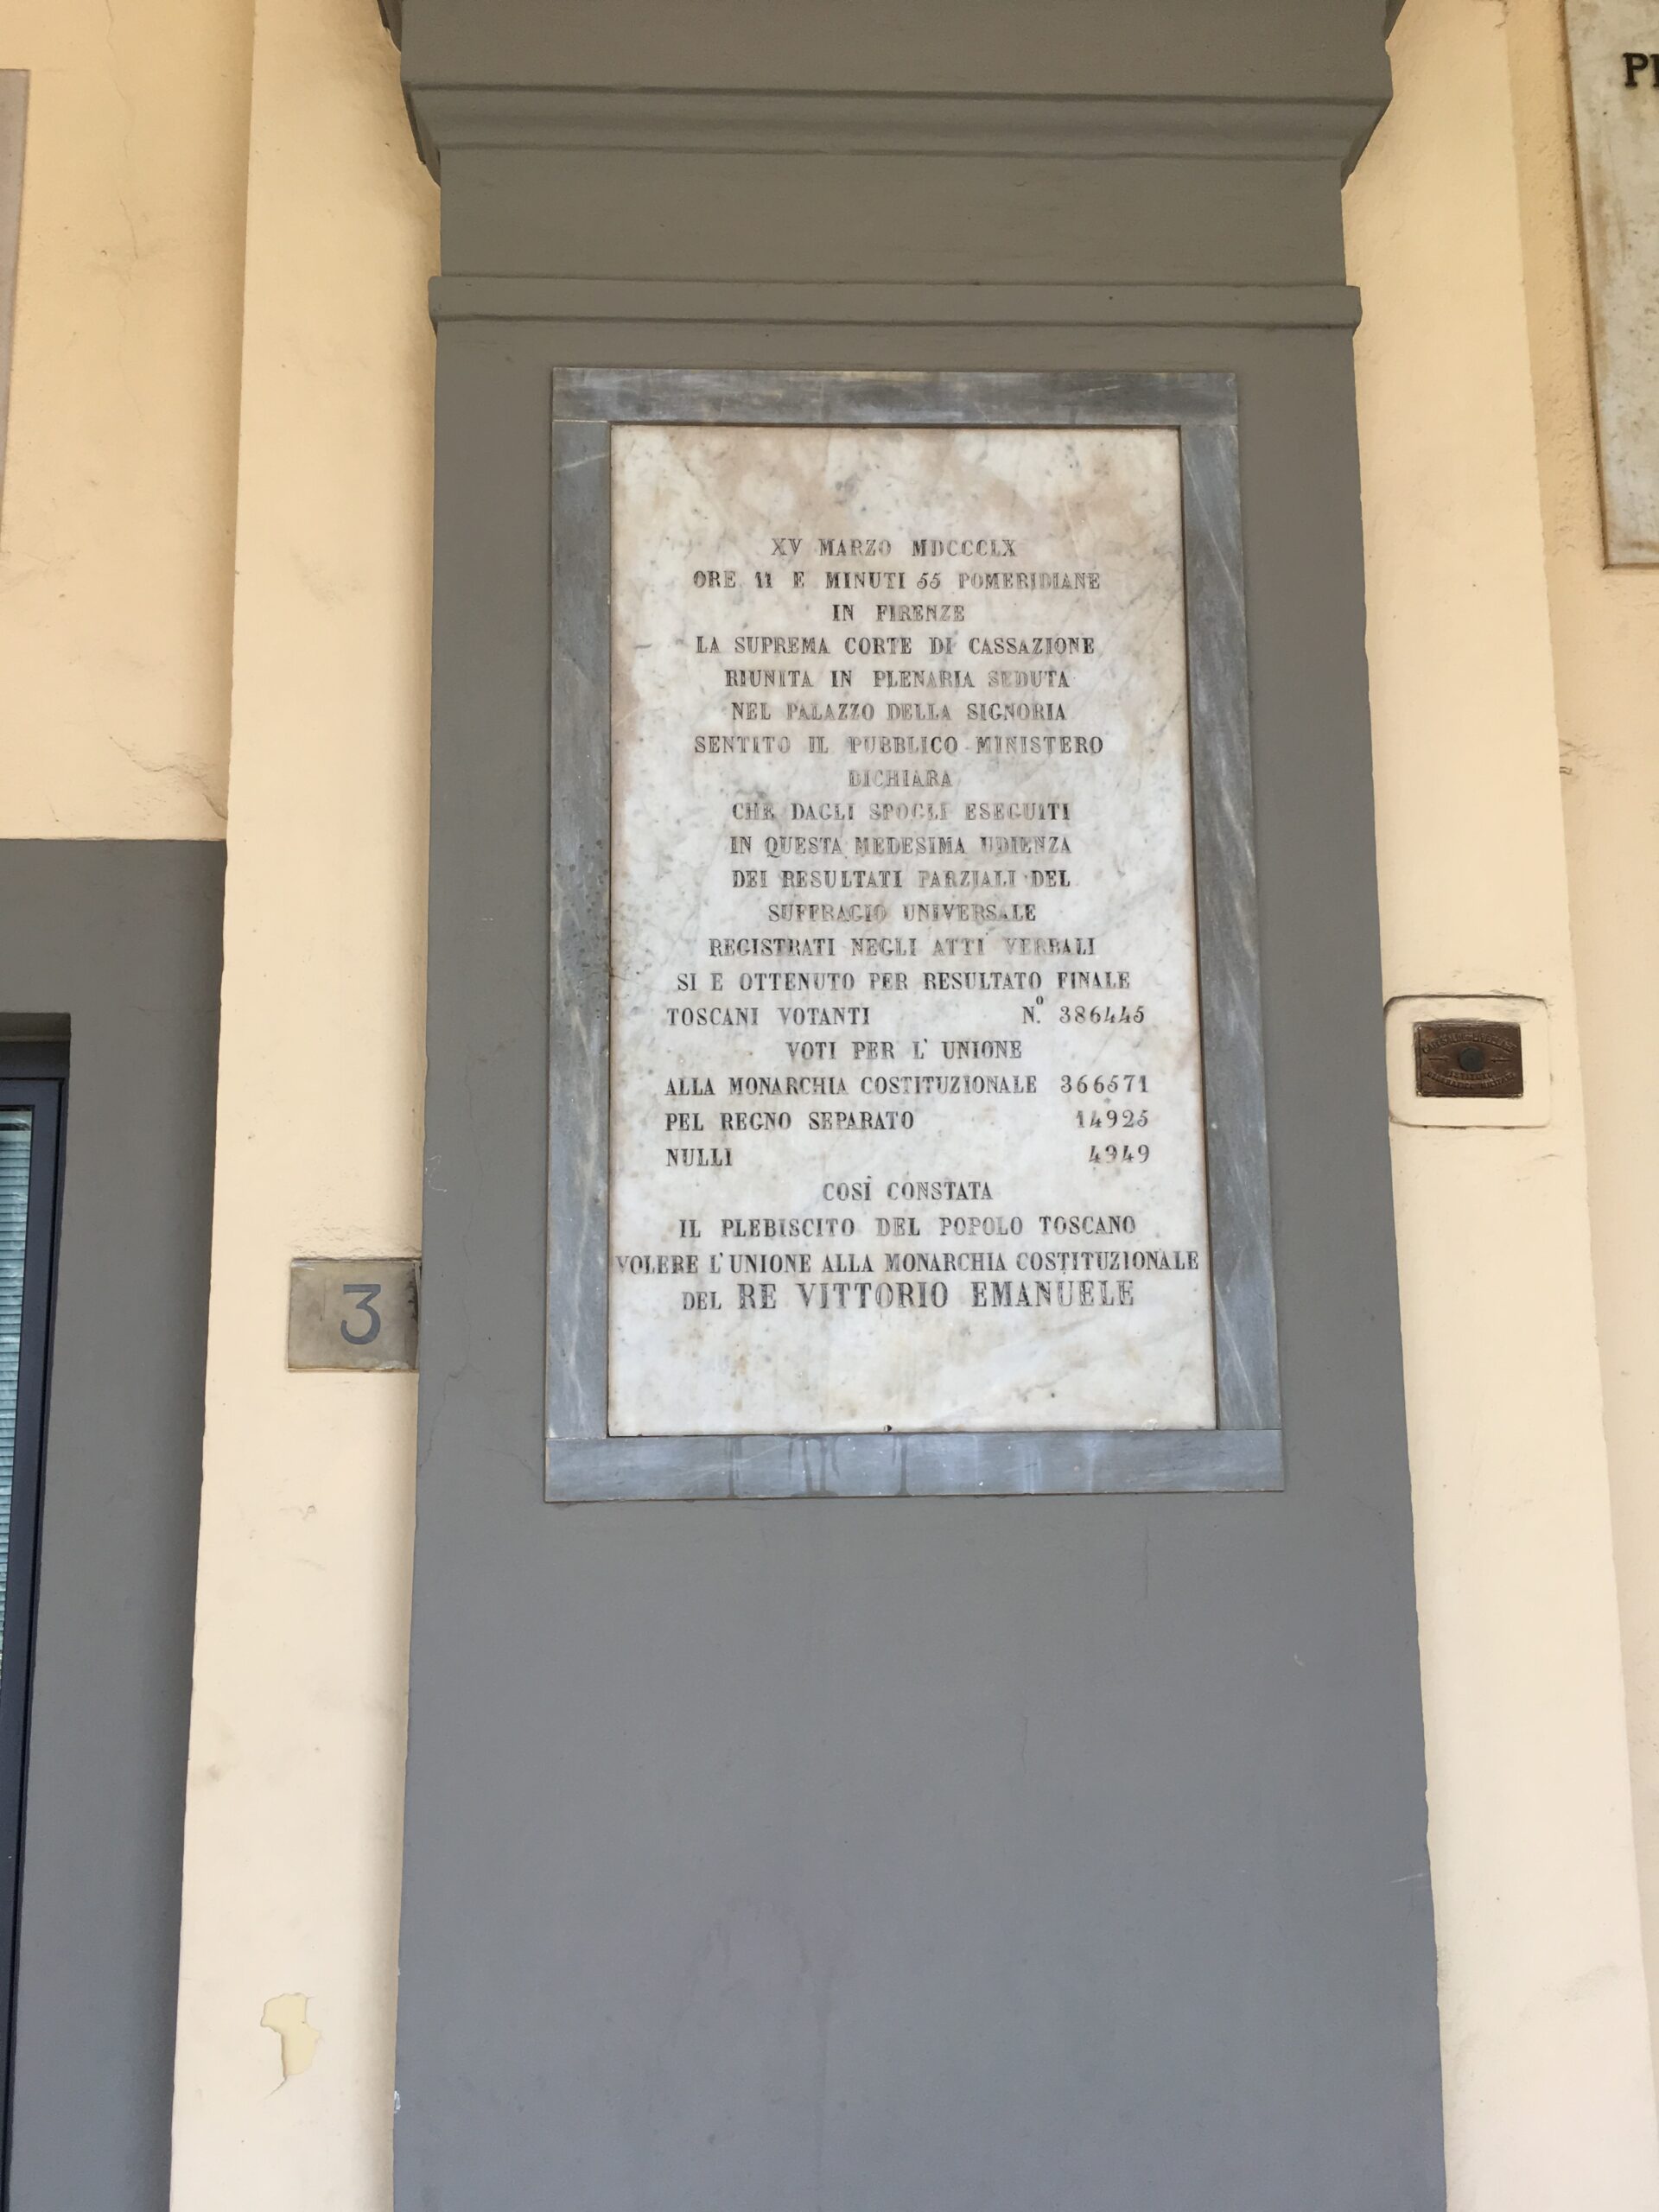 XV MARZO MDCCCLX
ORE 11 E MINUTI 55 POMERIDIANE
IN FIRENZE
LA SUPREMA CORTE DI CASSAZIONE
RIUNITA IN PLENARIA SEDUTA
NEL PALAZZO DELLA SIGNORIA
SENTITO IL PUBBLICO MINISTERO
DICHIARA
CHE DAGLI SPOGLI ESEGUITI
IN QUESTA MEDESIMA UDIENZA
DEI RESULTATI PARZIALI DEL
SUFFRAGIO UNIVERSALE
REGISTRATI NEGLI ATTI VERBALI
SI E OTTENUTO PER RESULTATO FINALE
TOSCANI VOTANTI N.º 386445
VOTI PER L' UNIONE
ALLA MONARCHIA COSTITUZIONALE 366571
PEL REGNO SEPARATO 14925
NULLI 4949
COSÌ CONSTATA
IL PLEBISCITO DEL POPOLO TOSCANO
VOLERE L'UNIONE ALLA MONARCHIA COSTITUZIONALE
DEL RE VITTORIO EMANUELE
3